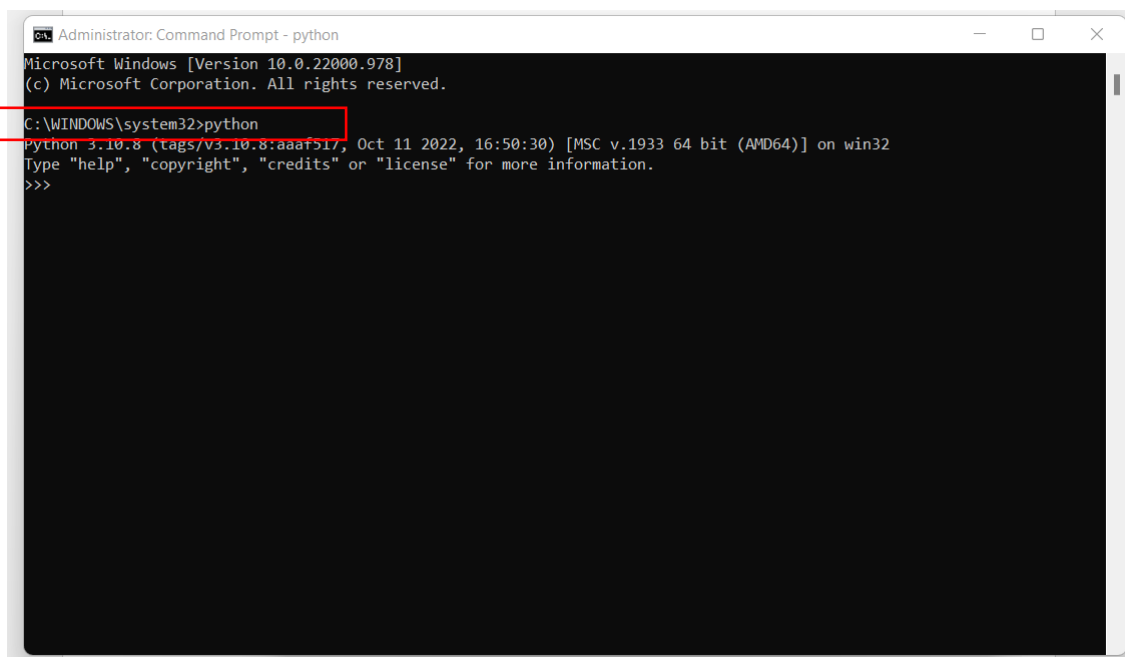 Administrator: Command Prompt - python
Microsoft Windows [Version 10.0.22000.978]
(c) Microsoft Corporation. All rights reserved.
C:\WINDOWS\system32>python
Python 3.10.8 (tags/v3.10.8:aaaf517, Oct 11 2022, 16:50:30) [MSC v.1933 64 bit (AMD64)] on win32
Type "help", "copyright", "credits" or "license" for more information.
>>>